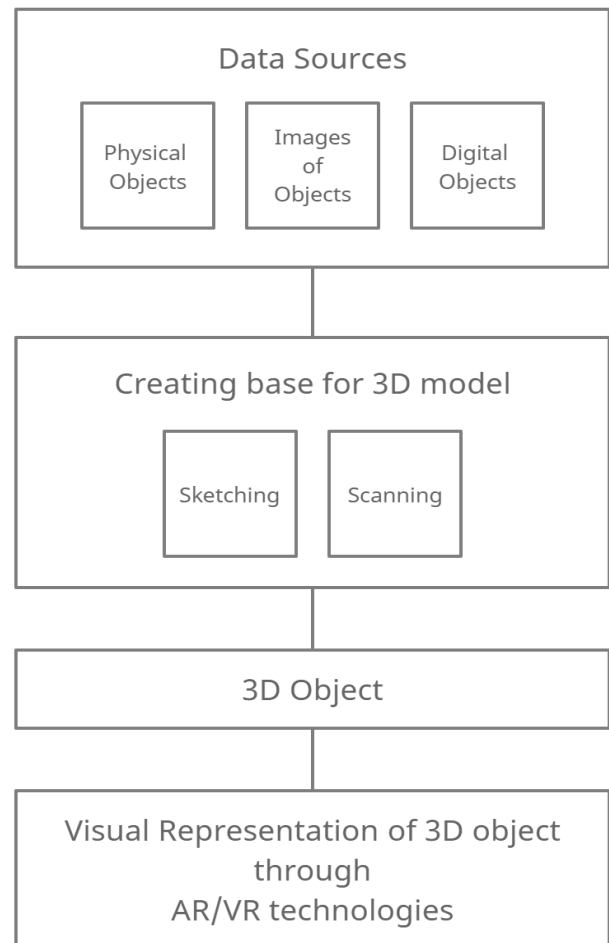 Data Sources
Physical
Objects
Images
of
Objects
Digital
Objects
Creating base for 3D model
Sketching
Scanning
3D Object
Visual Representation of 3D object
through
AR/VR technologies